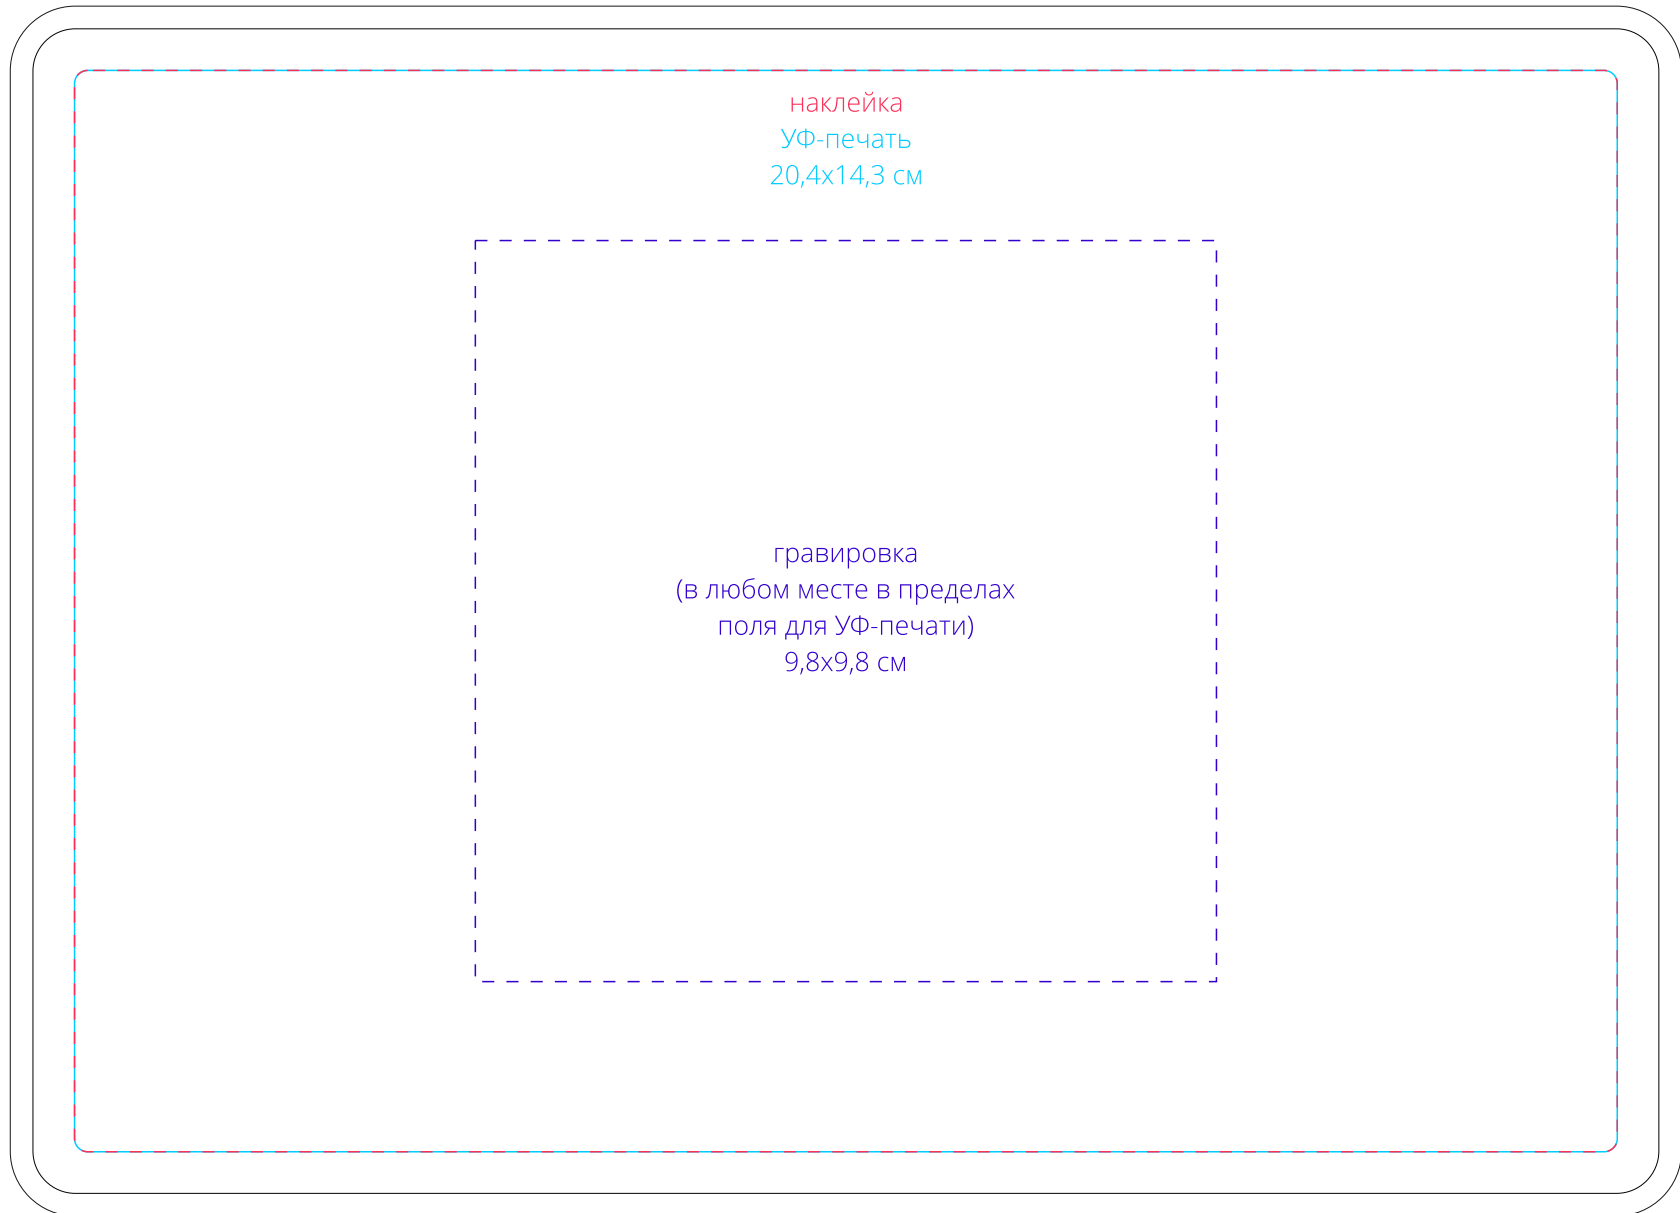 наклейка
УФ-печать
20,4х14,3 см
гравировка
(в любом месте в пределах
поля для УФ-печати)
9,8х9,8 см